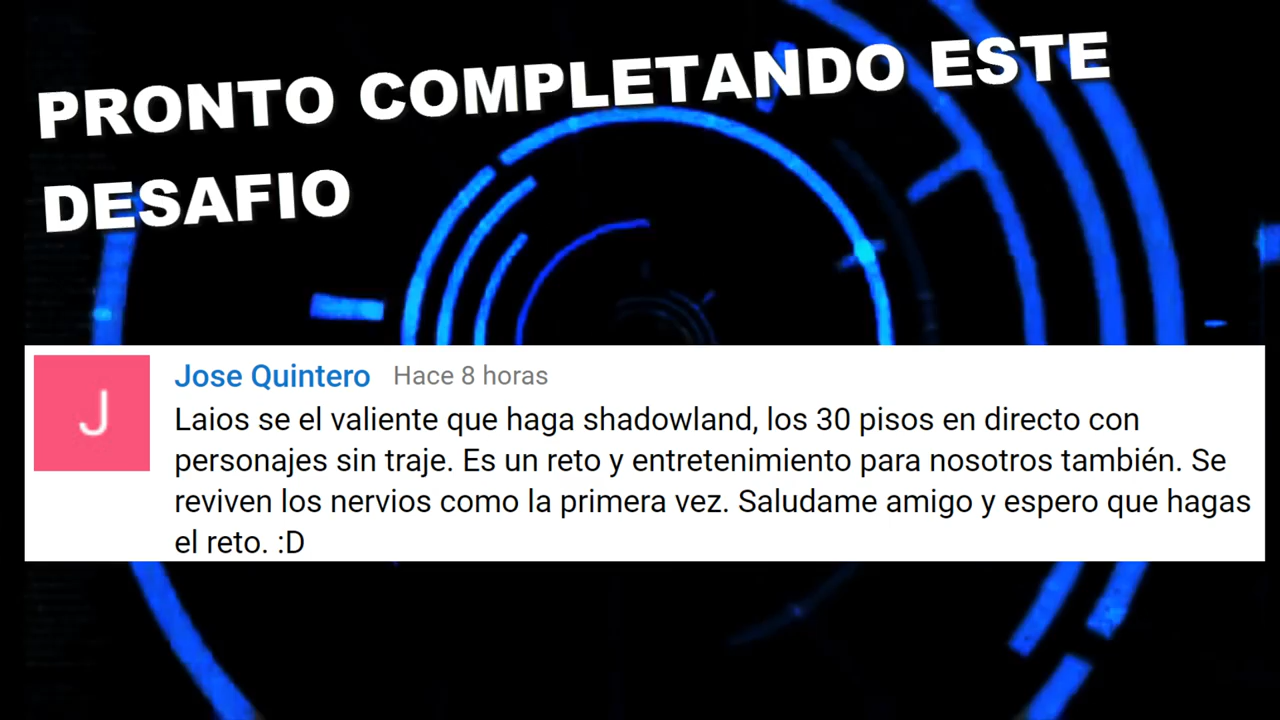 PRONTO COMPLETANDO ESTE
DESAFIO
J
Jose Quintero Hace 8 horas
Laios se el valiente que haga shadowland, los 30 pisos en directo con
personajes sin traje. Es un reto y entretenimiento para nosotros también. Se
reviven los nervios como la primera vez. Saludame amigo y espero que hagas
el reto. :D